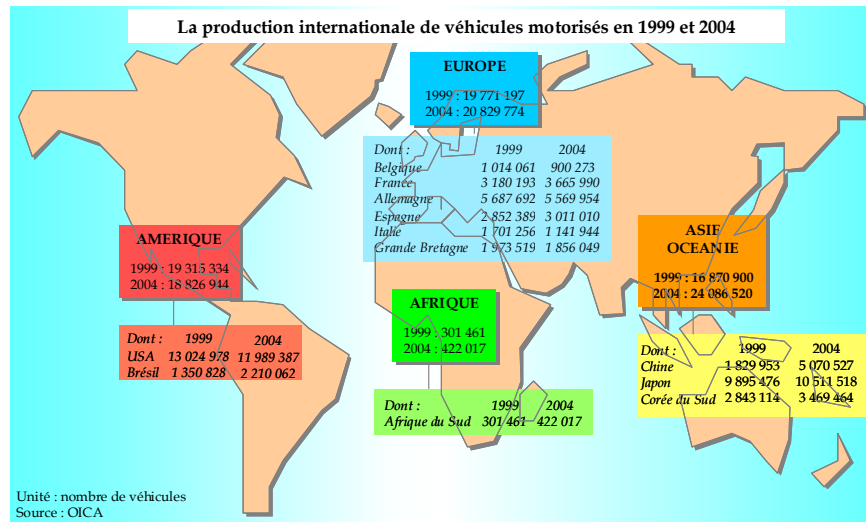 La production internationale de véhicules motorisés en 1999 et 2004
EUROPE
1999 : 19 771 197
2004 : 20 829 774
Dont : 1999 2004
Belgique 1 014 061 900 273
France 3 180 193 3 665 990
Allemagne 5 687 692 5 569 954
Espagne 2 852 389 3 011 010
Italie 1 701 256 1 141 944
Grande Bretagne 1 973 519 1 856 049
AMERIQUE
1999 : 19 315 334
2004 : 18 826 944
Dont : 1999 2004
USA 13 024 978 11 989 387
Brésil 1 350 828 2 210 062
AFRIQUE
1999 : 301 461
2004 : 422 017
Dont : 1999 2004
Afrique du Sud 301 461 422 017
ASIE
OCEANIE
1999 : 16 870 900
2004 : 24 086 520
Dont : 1999 2004
Chine 1 829 953 5 070 527
Japon 9 895 476 10 511 518
Corée du Sud 2 843 114 3 469 464
Unité : nombre de véhicules
Source : OICA